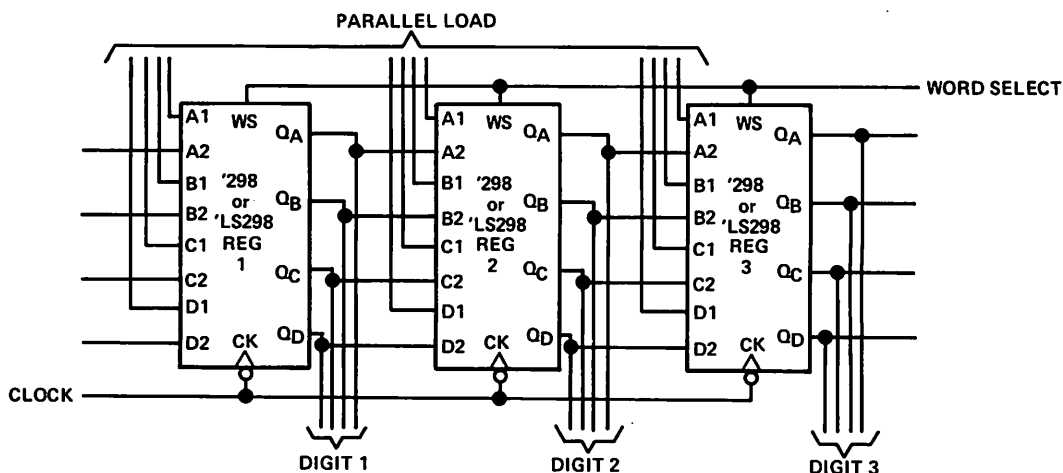 PARALLEL LOAD
WORD SELECT
A1
WS
QA
A2
'298
or
'LS298
REG
1
B1
QB
B2
C1
QC
C2
D1
QD
D2
CK
A1
WS
QA
A2
'298
or
'LS298
REG
2
B1
QB
B2
C1
QC
C2
D1
QD
D2
CK
A1
WS
QA
A2
'298
or
'LS298
REG
3
B1
QB
B2
C1
QC
C2
D1
QD
D2
CK
CLOCK
DIGIT 1
DIGIT 2
DIGIT 3